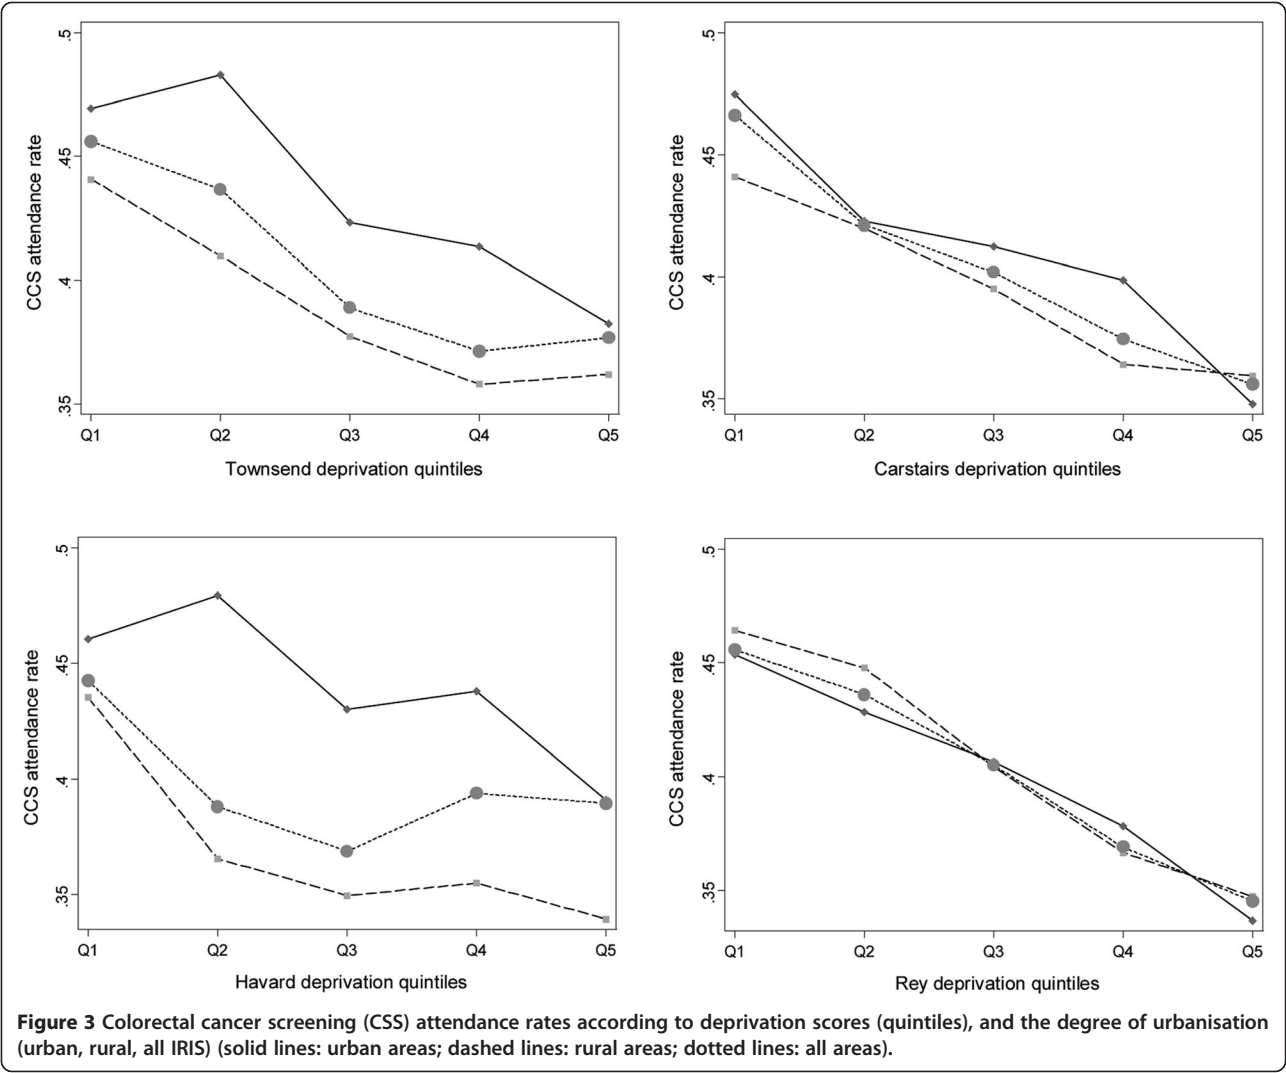 .5
.45
.4
.35
CCS attendance rate
Q1 Q2 Q3 Q4 Q5
Townsend deprivation quintiles
.5
.45
.4
.35
CCS attendance rate
Q1 Q2 Q3 Q4 Q5
Carstairs deprivation quintiles
.5
.45
.4
.35
CCS attendance rate
Q1 Q2 Q3 Q4 Q5
Havard deprivation quintiles
.5
.45
.4
.35
CCS attendance rate
Q1 Q2 Q3 Q4 Q5
Rey deprivation quintiles
Figure 3 Colorectal cancer screening (CSS) attendance rates according to deprivation scores (quintiles), and the degree of urbanisation
(urban, rural, all IRIS) (solid lines: urban areas; dashed lines: rural areas; dotted lines: all areas).